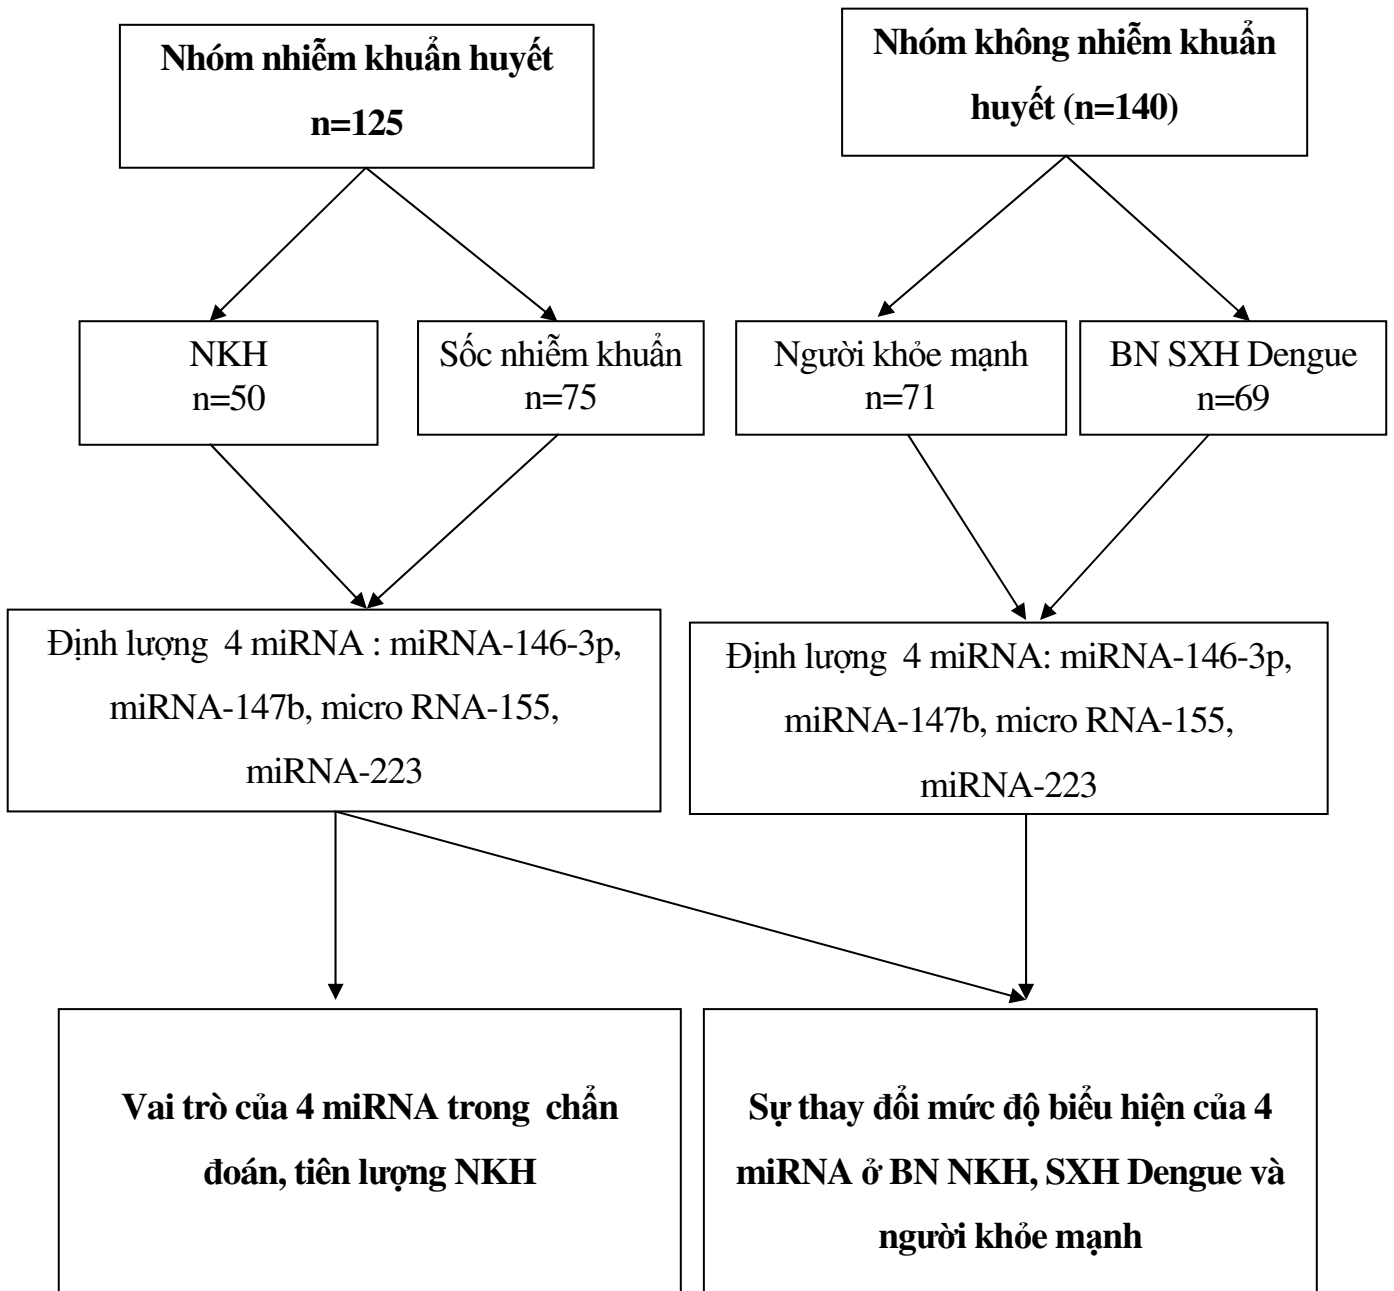 Nhóm nhiễm khuẩn huyết
n=125
Nhóm không nhiễm khuẩn
huyết (n=140)
NKH
n=50
Sốc nhiễm khuẩn
n=75
Người khỏe mạnh
n=71
BN SXH Dengue
n=69
Định lượng 4 miRNA : miRNA-146-3p,
miRNA-147b, micro RNA-155,
miRNA-223
Định lượng 4 miRNA: miRNA-146-3p,
miRNA-147b, micro RNA-155,
miRNA-223
Vai trò của 4 miRNA trong chẩn
đoán, tiên lượng NKH
Sự thay đổi mức độ biểu hiện của 4
miRNA ở BN NKH, SXH Dengue và
người khỏe mạnh